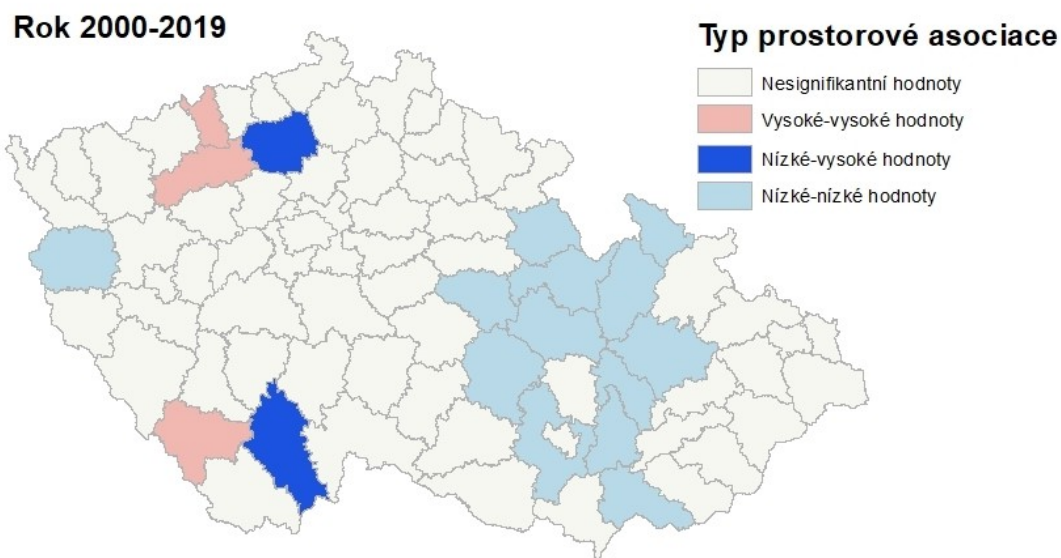 Rok 2000-2019
Typ prostorové asociace
Nesignifikantní hodnoty
Vysoké-vysoké hodnoty
Nízké-vysoké hodnoty
Nízké-nízké hodnoty